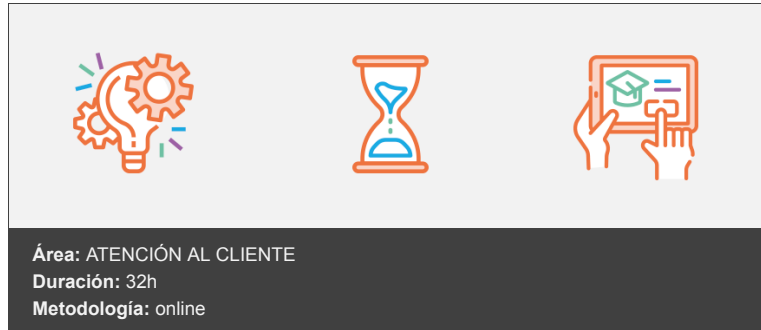 Área: ATENCIÓN AL CLIENTE
Duración: 32h
Metodología: online